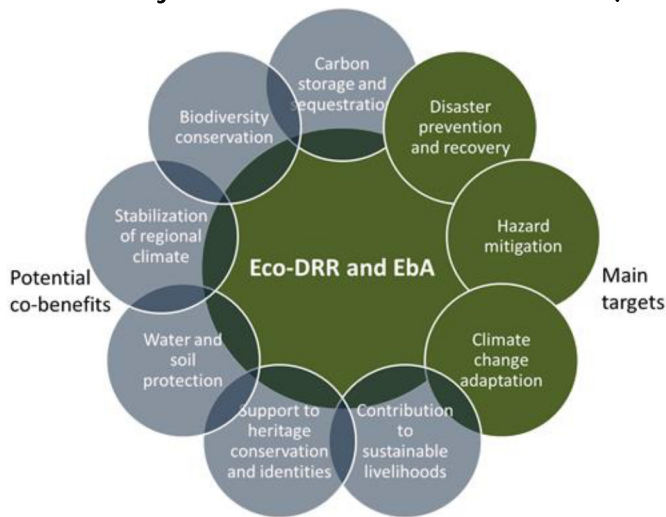 Carbon
storage and
sequestration
Disaster
prevention
and recovery
Biodiversity
conservation
Hazard
mitigation
Stabilization
of regional
climate
Eco-DRR and EbA
Potential
co-benefits
Main
targets
Climate
change
adaptation
Water and
soil
protection
Support to
heritage
conservation
and identities
Contribution
to
sustainable
livelihoods